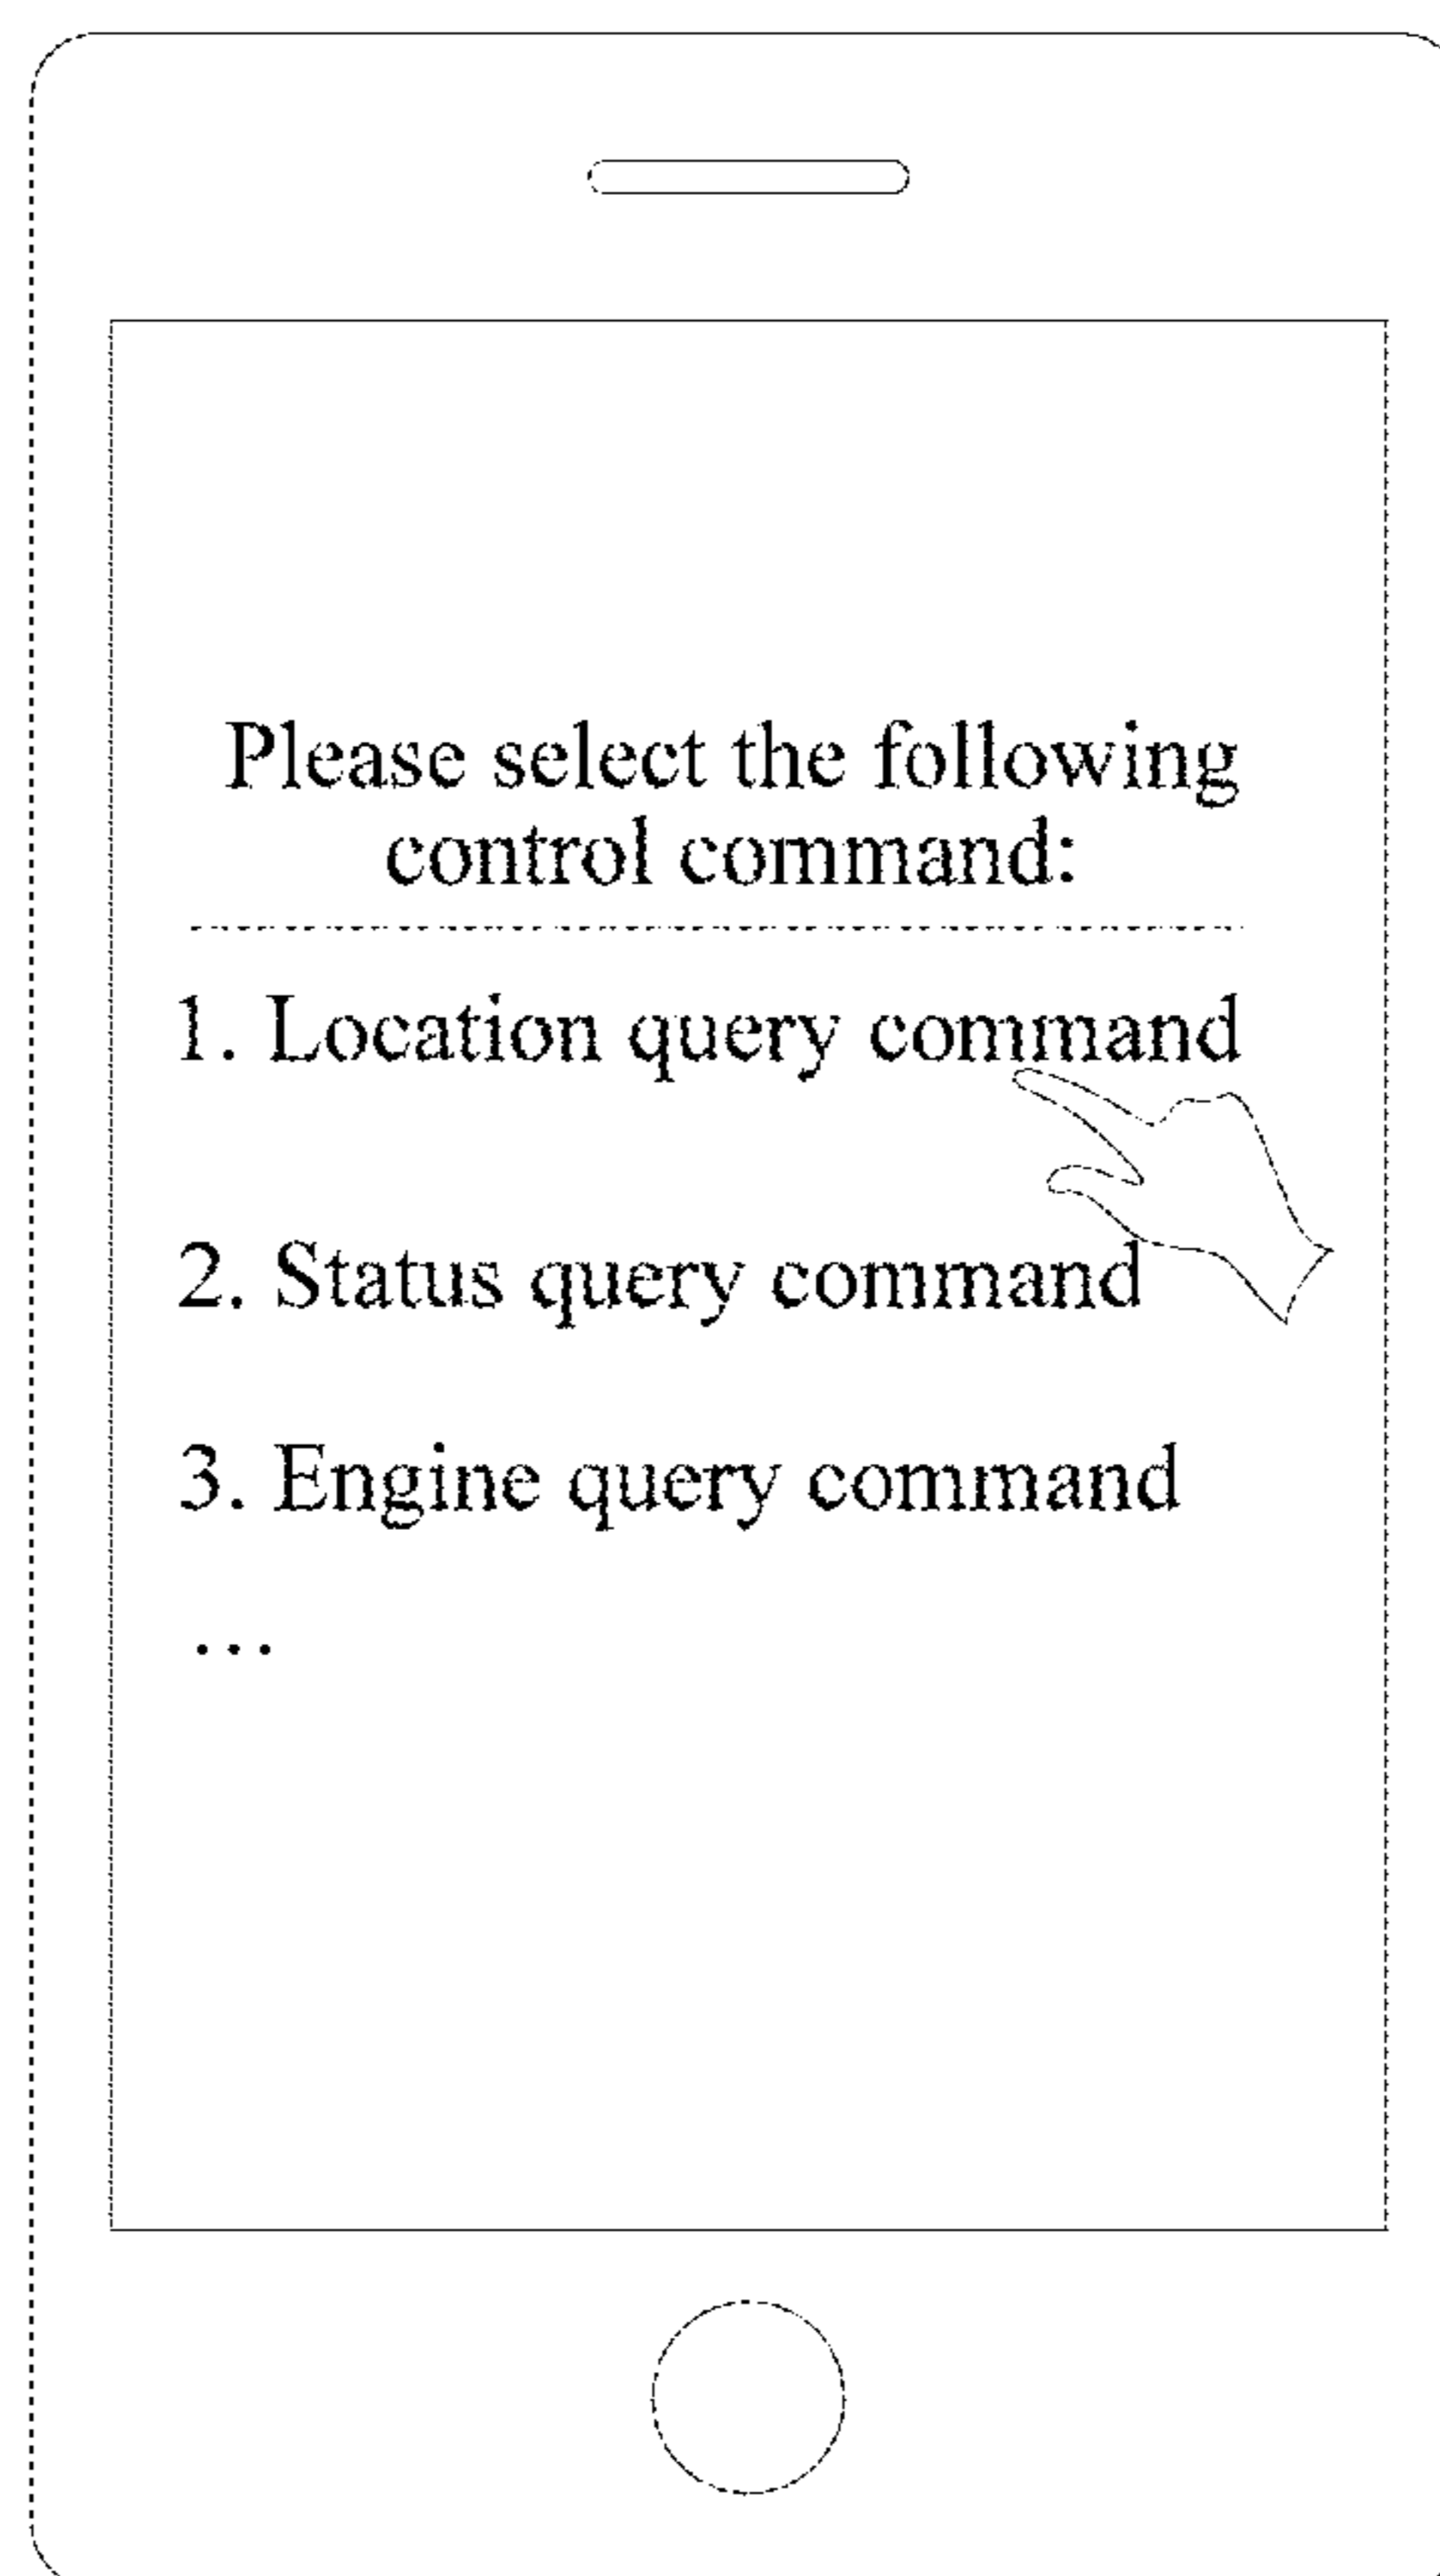 Please select the following
control command:
1. Location query command
2. Status query command
3. Engine query command
...